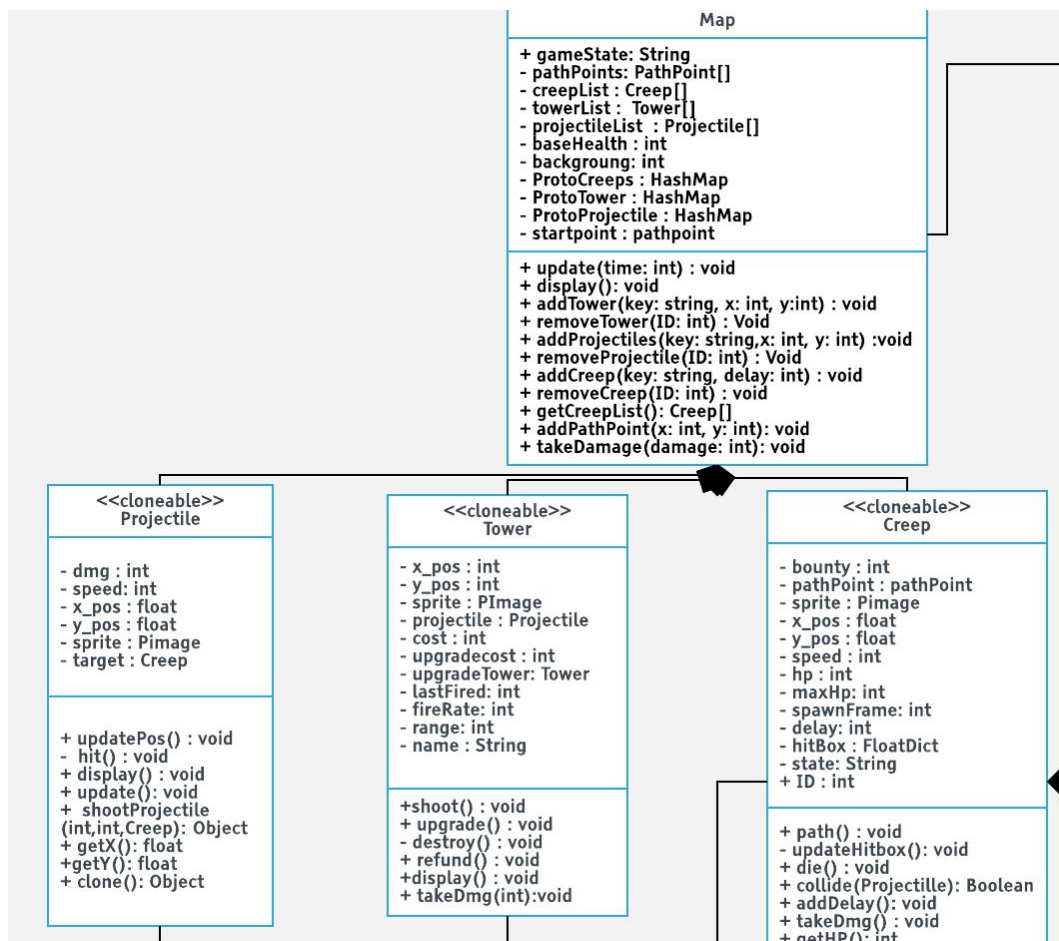 Map
+ gameState: String
- pathPoints: PathPoint[]
- creepList : Creep[]
- towerList :  Tower[]
- projectileList  : Projectile[]
- baseHealth : int
- backgroung: int
- ProtoCreeps : HashMap
- ProtoTower : HashMap
- ProtoProjectile : HashMap
- startpoint : pathpoint
+ update(time: int) : void
+ display(): void
+ addTower(key: string, x: int, y:int) : void
+ removeTower(ID: int) : Void
+ addProjectiles(key: string,x: int, y: int) :void
+ removeProjectile(ID: int) : Void
+ addCreep(key: string, delay: int) : void
+ removeCreep(ID: int) : void
+ getCreepList(): Creep[]
+ addPathPoint(x: int, y: int): void
+ takeDamage(damage: int): void
<<cloneable>>
Projectile
- dmg : int
- speed: int
- x_pos : float
- y_pos : float
- sprite : Pimage
- target : Creep
+ updatePos() : void
-  hit() : void
+ display() : void
+ update(): void
+  shootProjectile
(int,int,Creep): Object
+ getX(): float
+getY(): float
+ clone(): Object
<<cloneable>>
Tower
- x_pos : int
- y_pos : int
- sprite : PImage
- projectile : Projectile
- cost : int
- upgradecost : int
- upgradeTower: Tower
- lastFired: int
- fireRate: int
- range: int
- name : String
+shoot() : void
+ upgrade() : void
- destroy() : void
+ refund() : void
+display() : void
+ takeDmg(int):void
<<cloneable>>
Creep
- bounty : int
- pathPoint : pathPoint
- sprite : Pimage
- x_pos : float
- y_pos : float
- speed : int
- hp : int
- maxHp: int
- spawnFrame: int
- delay: int
- hitBox : FloatDict
- state: String
+ ID : int
+ path() : void
- updateHitbox(): void
+ die() : void
+ collide(Projectille): Boolean
+ addDelay(): void
+ takeDmg() : void
+ getHP(): int